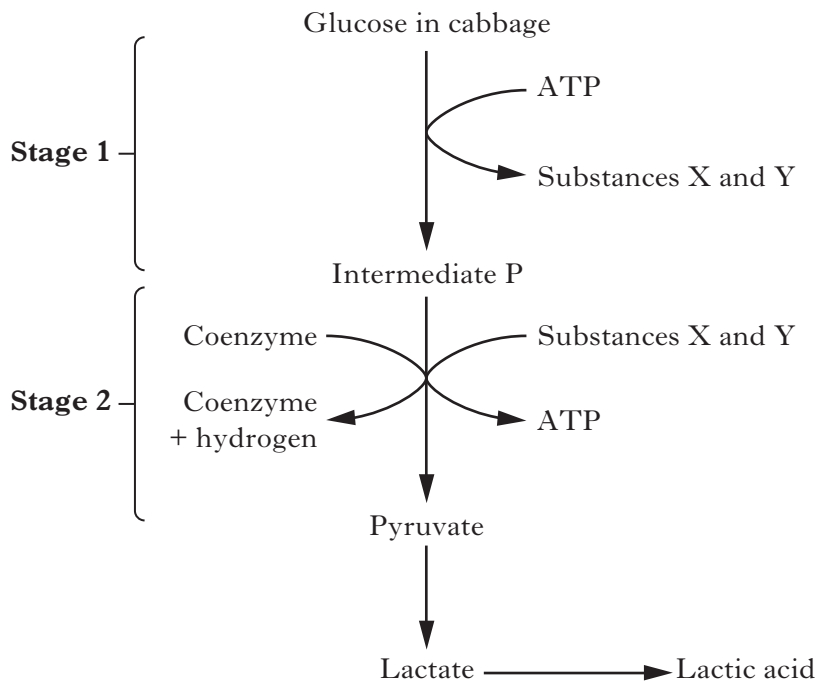 Glucose in cabbage
ATP
Stage 1
Substances X and Y
Intermediate P
Coenzyme
Substances X and Y
Stage 2
Coenzyme
+ hydrogen
ATP
Pyruvate
Lactate
Lactic acid